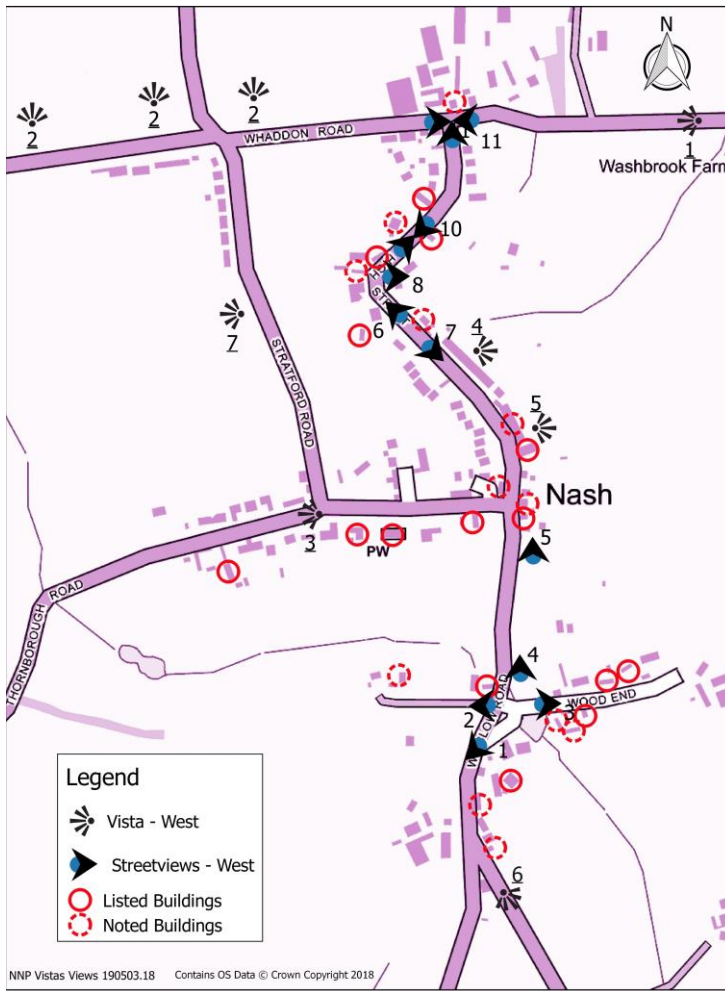 N
2
2
2
WHADDON ROAD
11
1
Washbrook Farm
10
HIGH
STREET
8
6
7
4
7
STRATFORD ROAD
5
Nash
3
PW
5
THORNBOROUGH ROAD
4
2
3
WOOD END
1
6
Legend
Vista - West
Streetviews - West
Listed Buildings
Noted Buildings
NNP Vistas Views 190503.18 Contains OS Data © Crown Copyright 2018